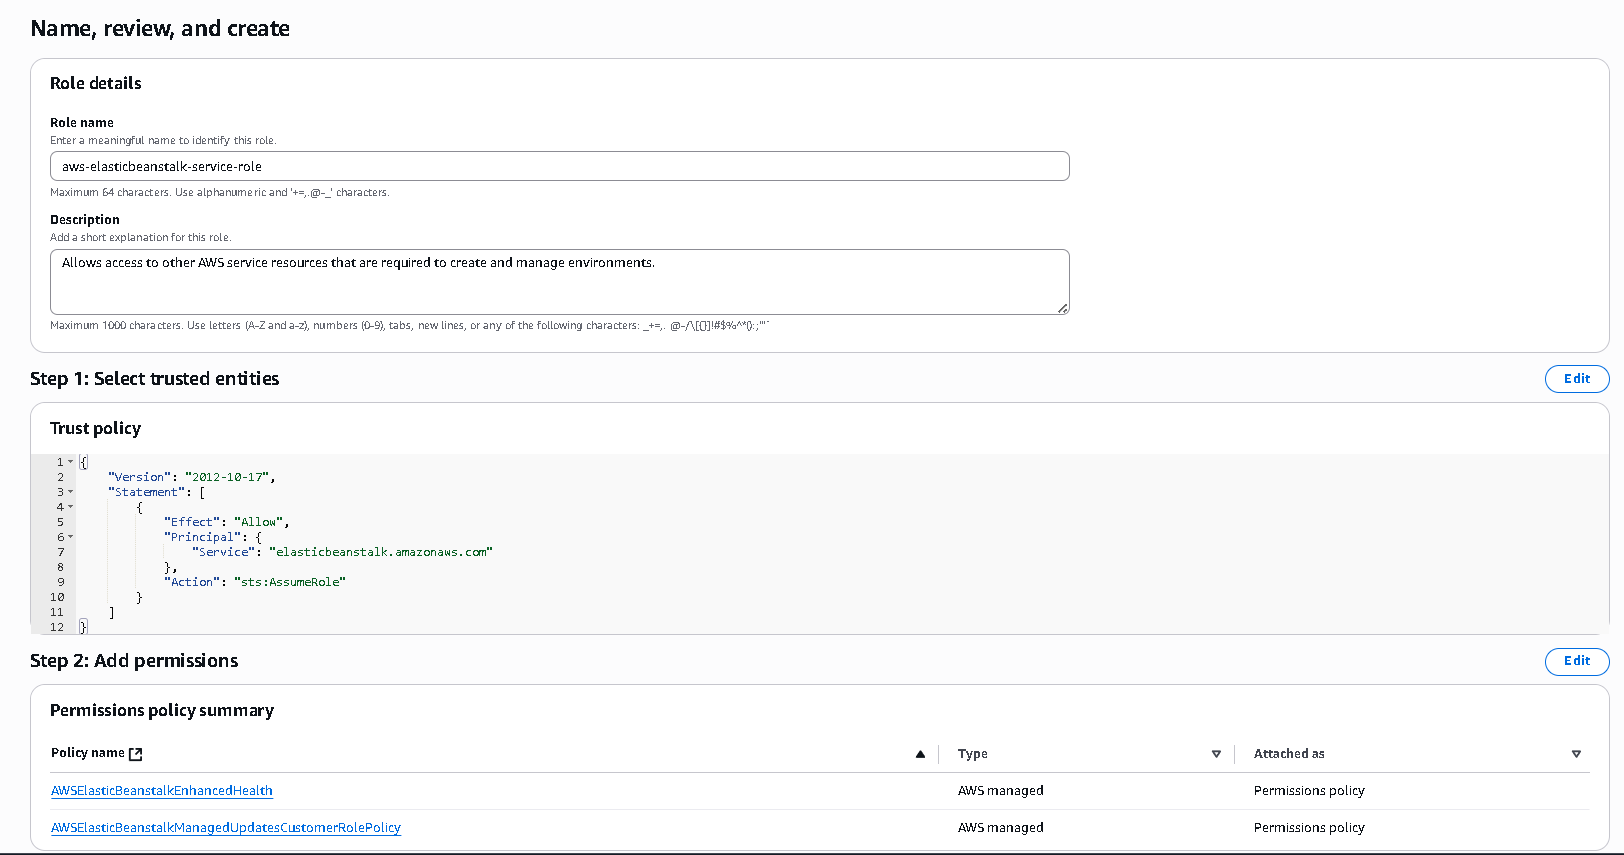 Name, review, and create
Role details
Role name
Enter a meaningful name to identify this role.
aws-elasticbeanstalk-service-role
Maximum 64 characters. Use alphanumeric and '+=,.@-_' characters.
Description
Add a short explanation for this role.
Allows access to other AWS service resources that are required to create and manage environments.
Maximum 1000 characters. Use letters (A-Z and a-z), numbers (0-9), tabs, new lines, or any of the following characters: _+=,. @-/\[{}]!#$%^*();:"'`
Step 1: Select trusted entities
Edit
Trust policy
1 {
2 "Version": "2012-10-17",
3 "Statement": [
4 {
5 "Effect": "Allow",
6 "Principal": {
7 "Service": "elasticbeanstalk.amazonaws.com"
8 },
9 "Action": "sts:AssumeRole"
10 }
11 ]
12 }
Step 2: Add permissions
Edit
Permissions policy summary
Policy name Type Attached as
AWSElasticBeanstalkEnhancedHealth AWS managed Permissions policy
AWSElasticBeanstalkManagedUpdatesCustomerRolePolicy AWS managed Permissions policy